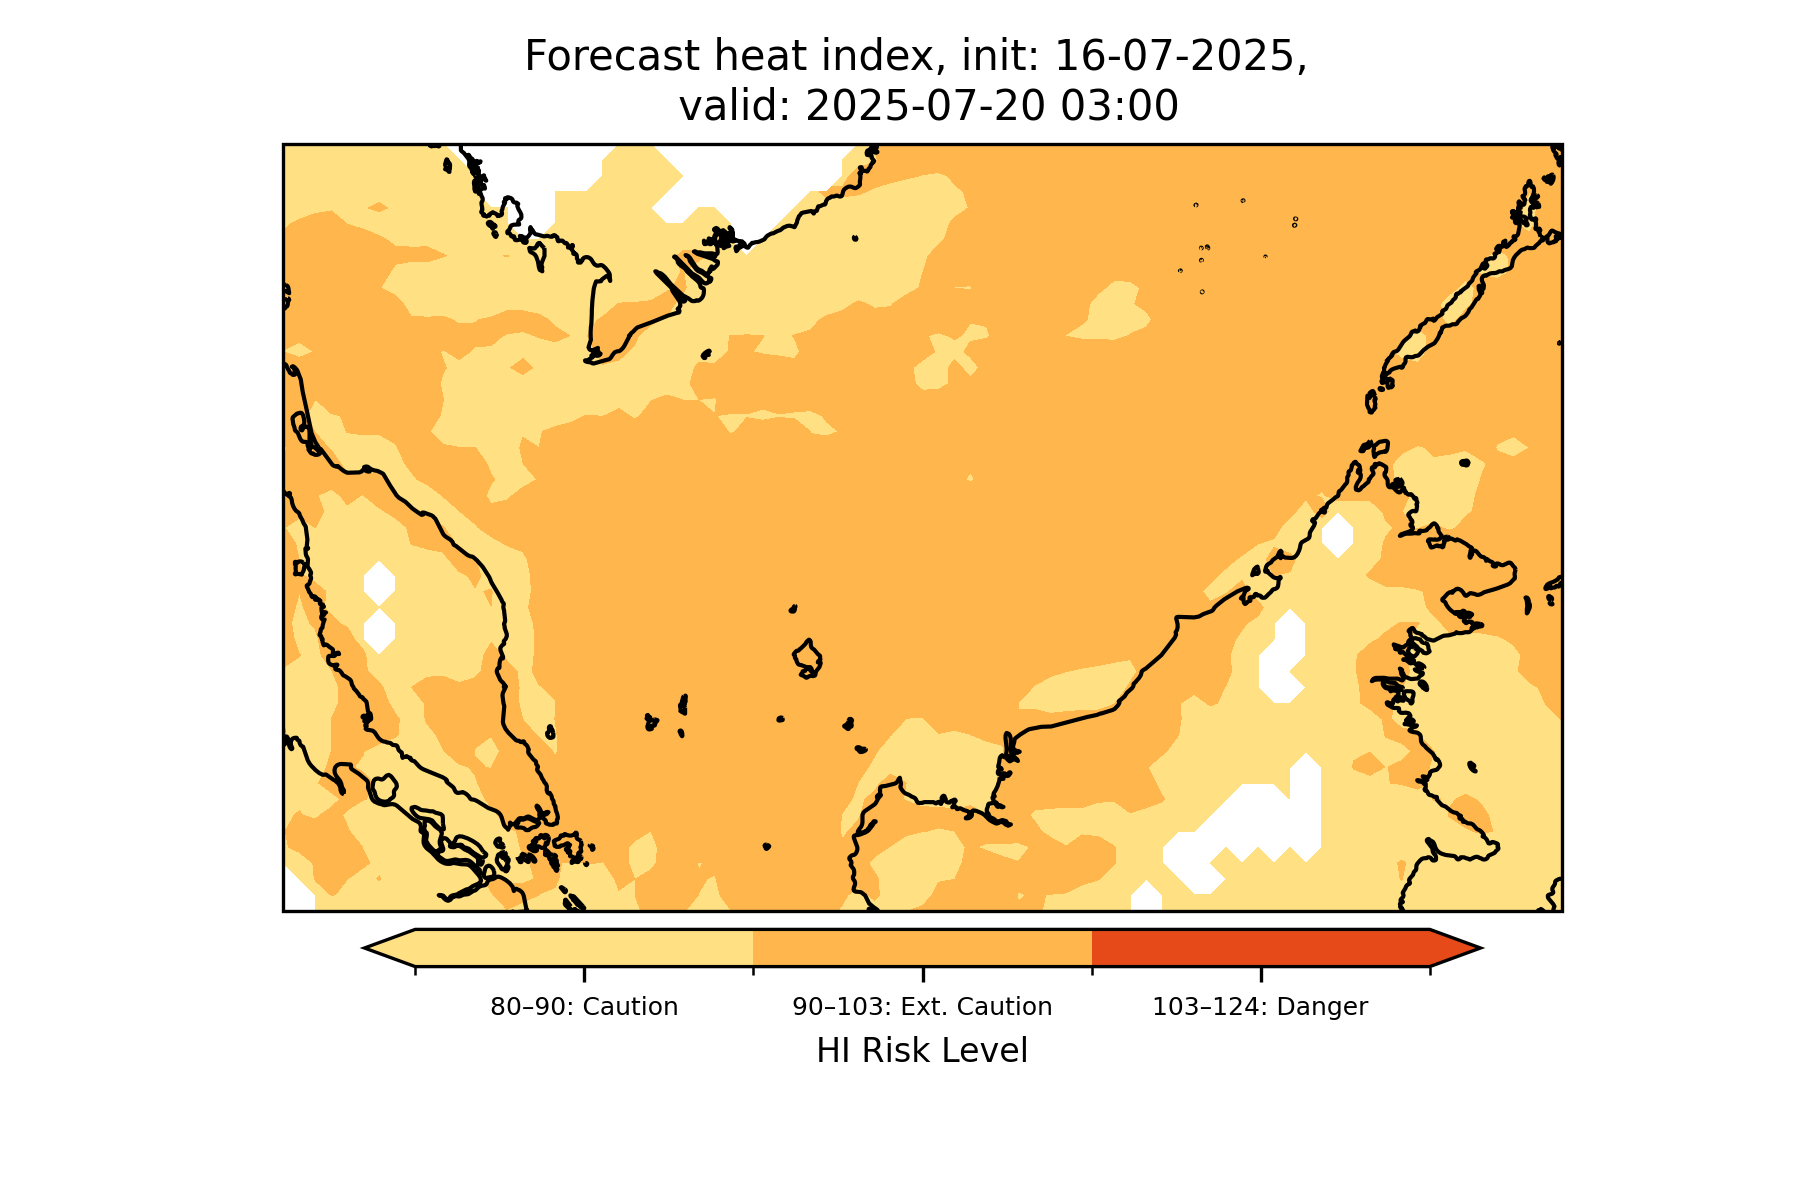 Forecast heat index, init: 16-07-2025,
valid: 2025-07-20 03:00
80–90: Caution
90–103: Ext. Caution
103–124: Danger
HI Risk Level